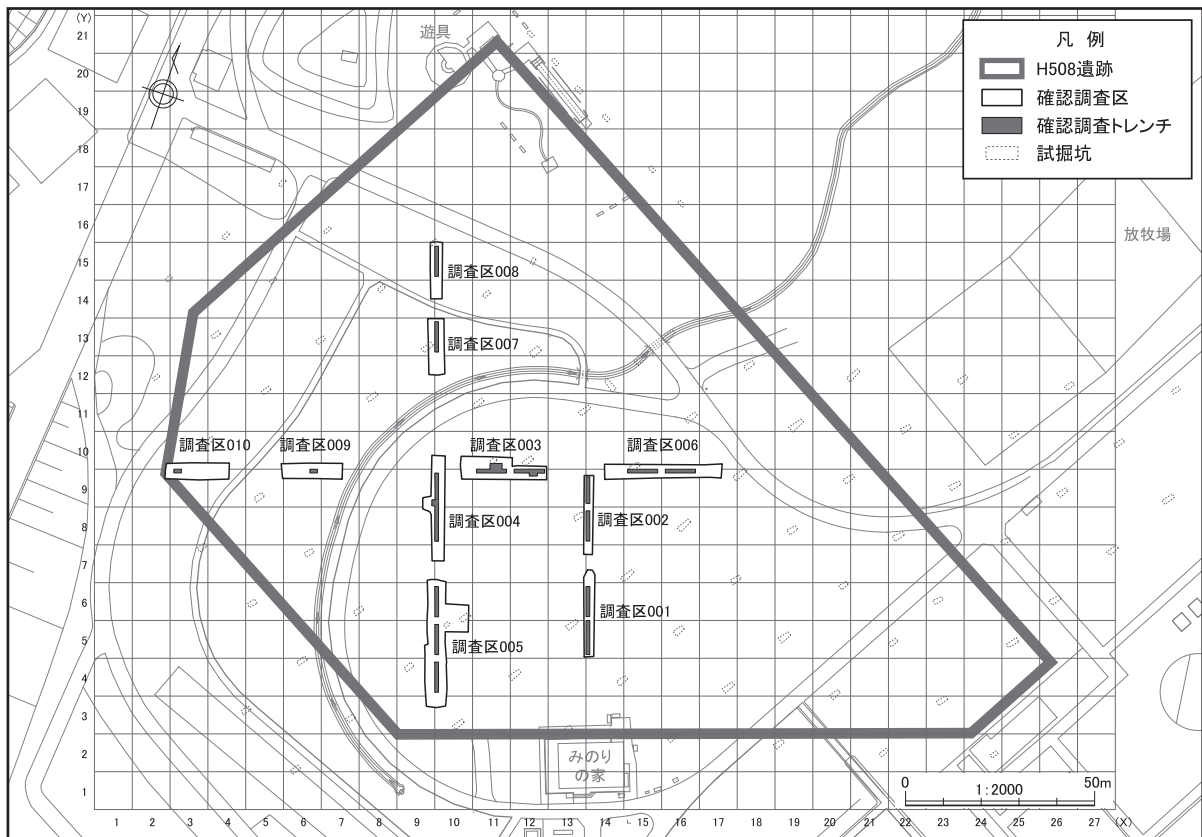 (Y)
21
20
19
18
17
16
15
14
13
12
11
10
9
8
7
6
5
4
3
2
1
遊具
凡 例
H508遺跡
確認調査区
確認調査トレンチ
試掘坑
放牧場
調査区008
調査区007
調査区010
調査区009
調査区003
調査区006
調査区004
調査区002
調査区001
調査区005
みのり
の家
0 50m
1:2000
1 2 3 4 5 6 7 8 9 10 11 12 13 14 15 16 17 18 19 20 21 22 23 24 25 26 27 (X)